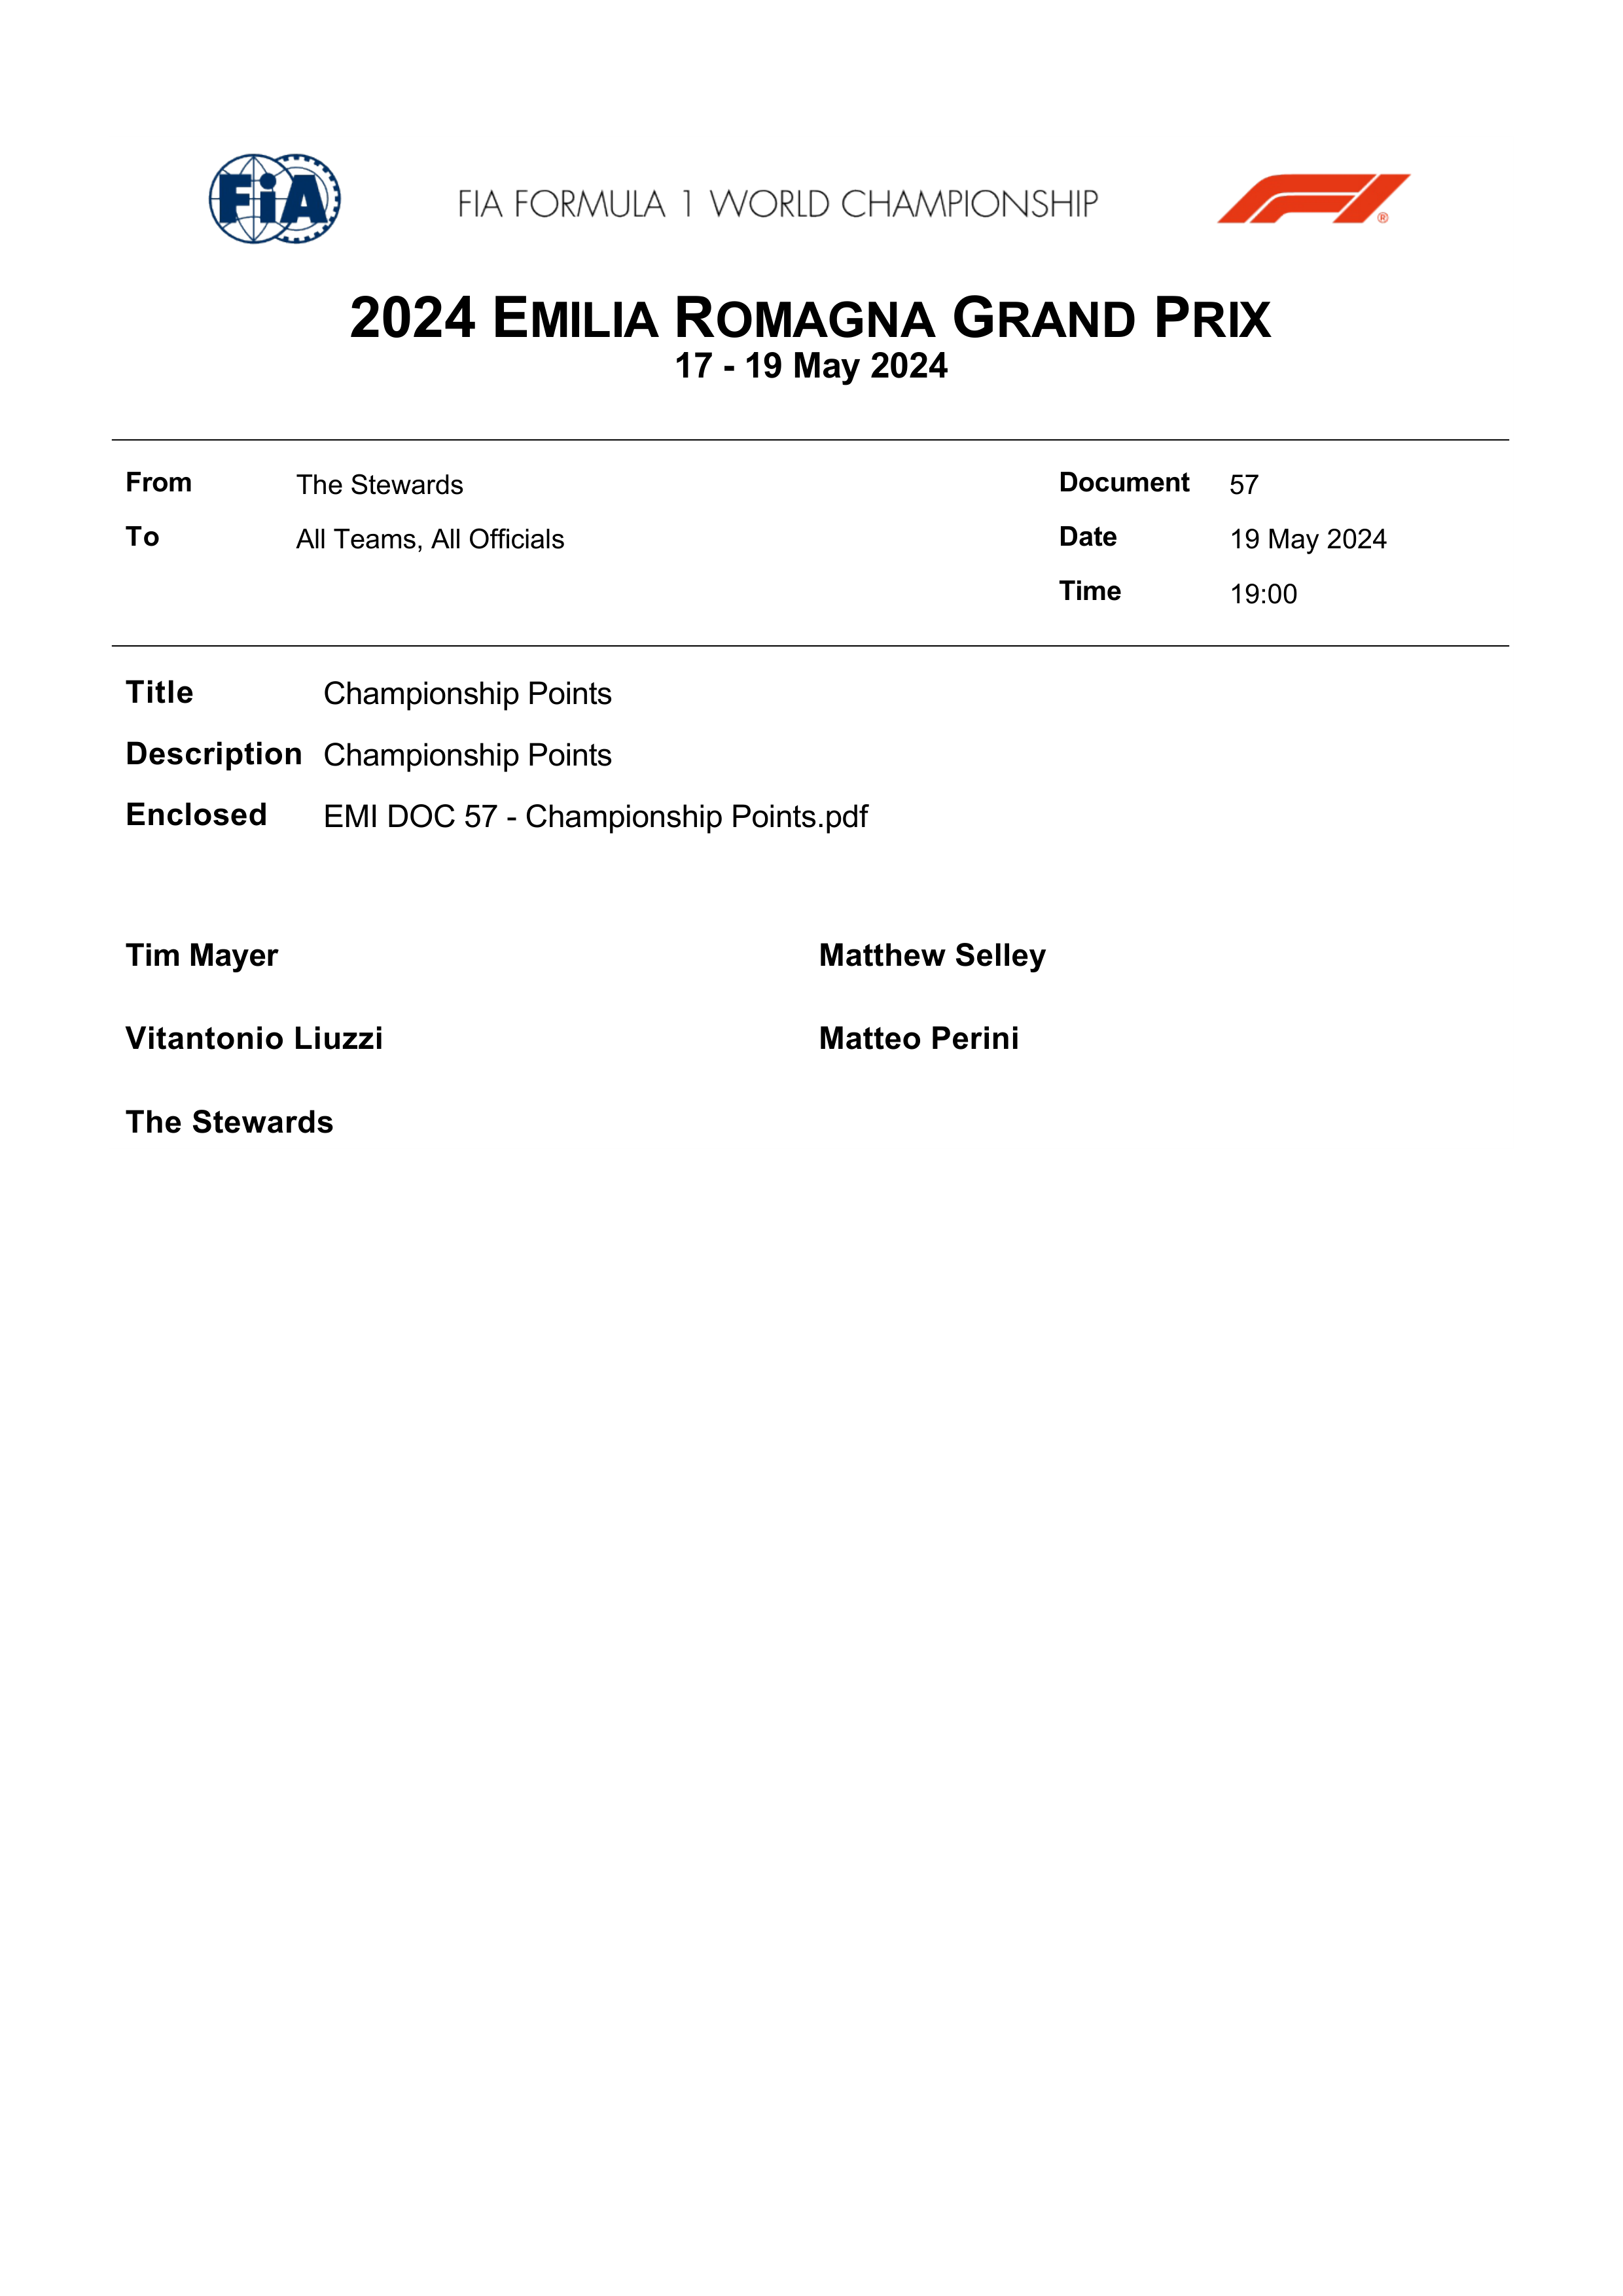 FIA
FIA FORMULA 1 WORLD CHAMPIONSHIP
F1®
2024 EMILIA ROMAGNA GRAND PRIX
17 - 19 May 2024
From The Stewards Document 57
To All Teams, All Officials Date 19 May 2024
Time 19:00
Title Championship Points
Description Championship Points
Enclosed EMI DOC 57 - Championship Points.pdf
Tim Mayer Matthew Selley
Vitantonio Liuzzi Matteo Perini
The Stewards